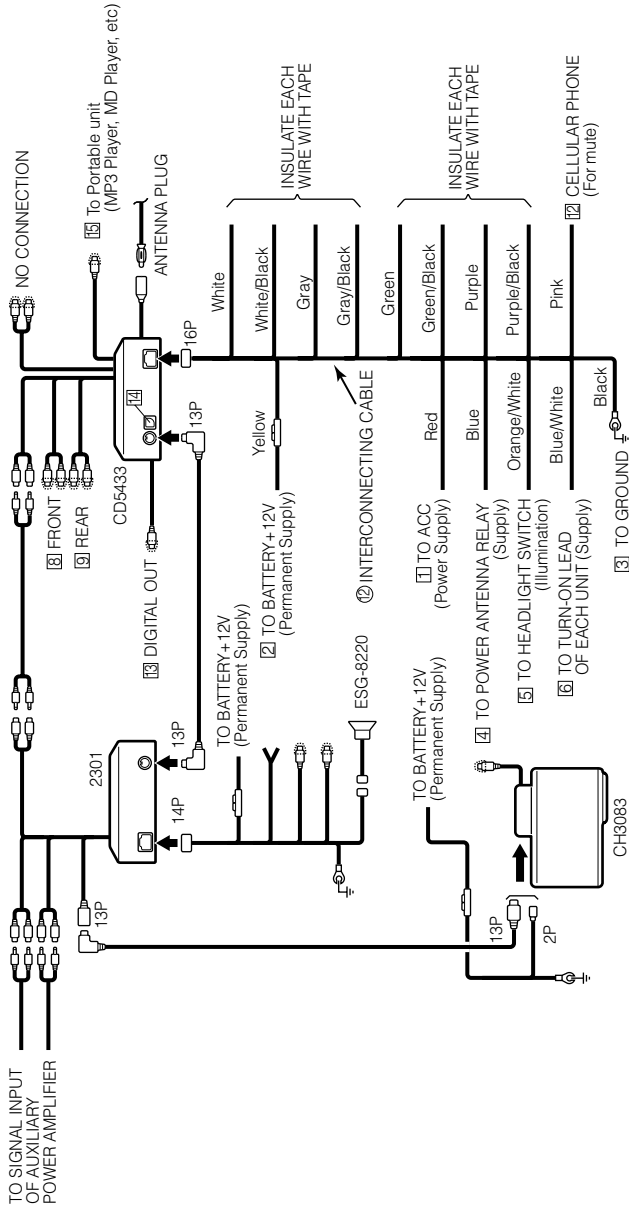 NO CONNECTION
15 To Portable unit
(MP3 Player, MD Player, etc)
ANTENNA PLUG
8 FRONT
9 REAR
CD5433
14
13P
16P
13 DIGITAL OUT
White
White/Black
Gray
Gray/Black
INSULATE EACH
WIRE WITH TAPE
Yellow
2 TO BATTERY+12V
(Permanent Supply)
⑫ INTERCONNECTING CABLE
Green
Green/Black
Purple
Purple/Black
INSULATE EACH
WIRE WITH TAPE
Red
1 TO ACC
(Power Supply)
Blue
4 TO POWER ANTENNA RELAY
(Supply)
Orange/White
5 TO HEADLIGHT SWITCH
(Illumination)
Pink
12 CELLULAR PHONE
(For mute)
Blue/White
6 TO TURN-ON LEAD
OF EACH UNIT (Supply)
Black
3 TO GROUND
2301
14P
13P
TO BATTERY+12V
(Permanent Supply)
ESG-8220
13P
TO BATTERY+12V
(Permanent Supply)
13P
2P
CH3083
TO SIGNAL INPUT
OF AUXILIARY
POWER AMPLIFIER